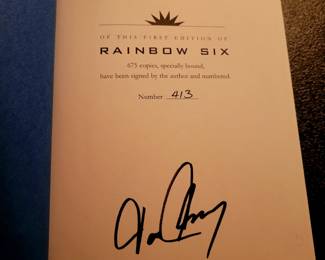 OF THIS FIRST EDITION OF
RAINBOW SIX
675 copies, specially bound,
have been signed by the author and numbered.
Number 413